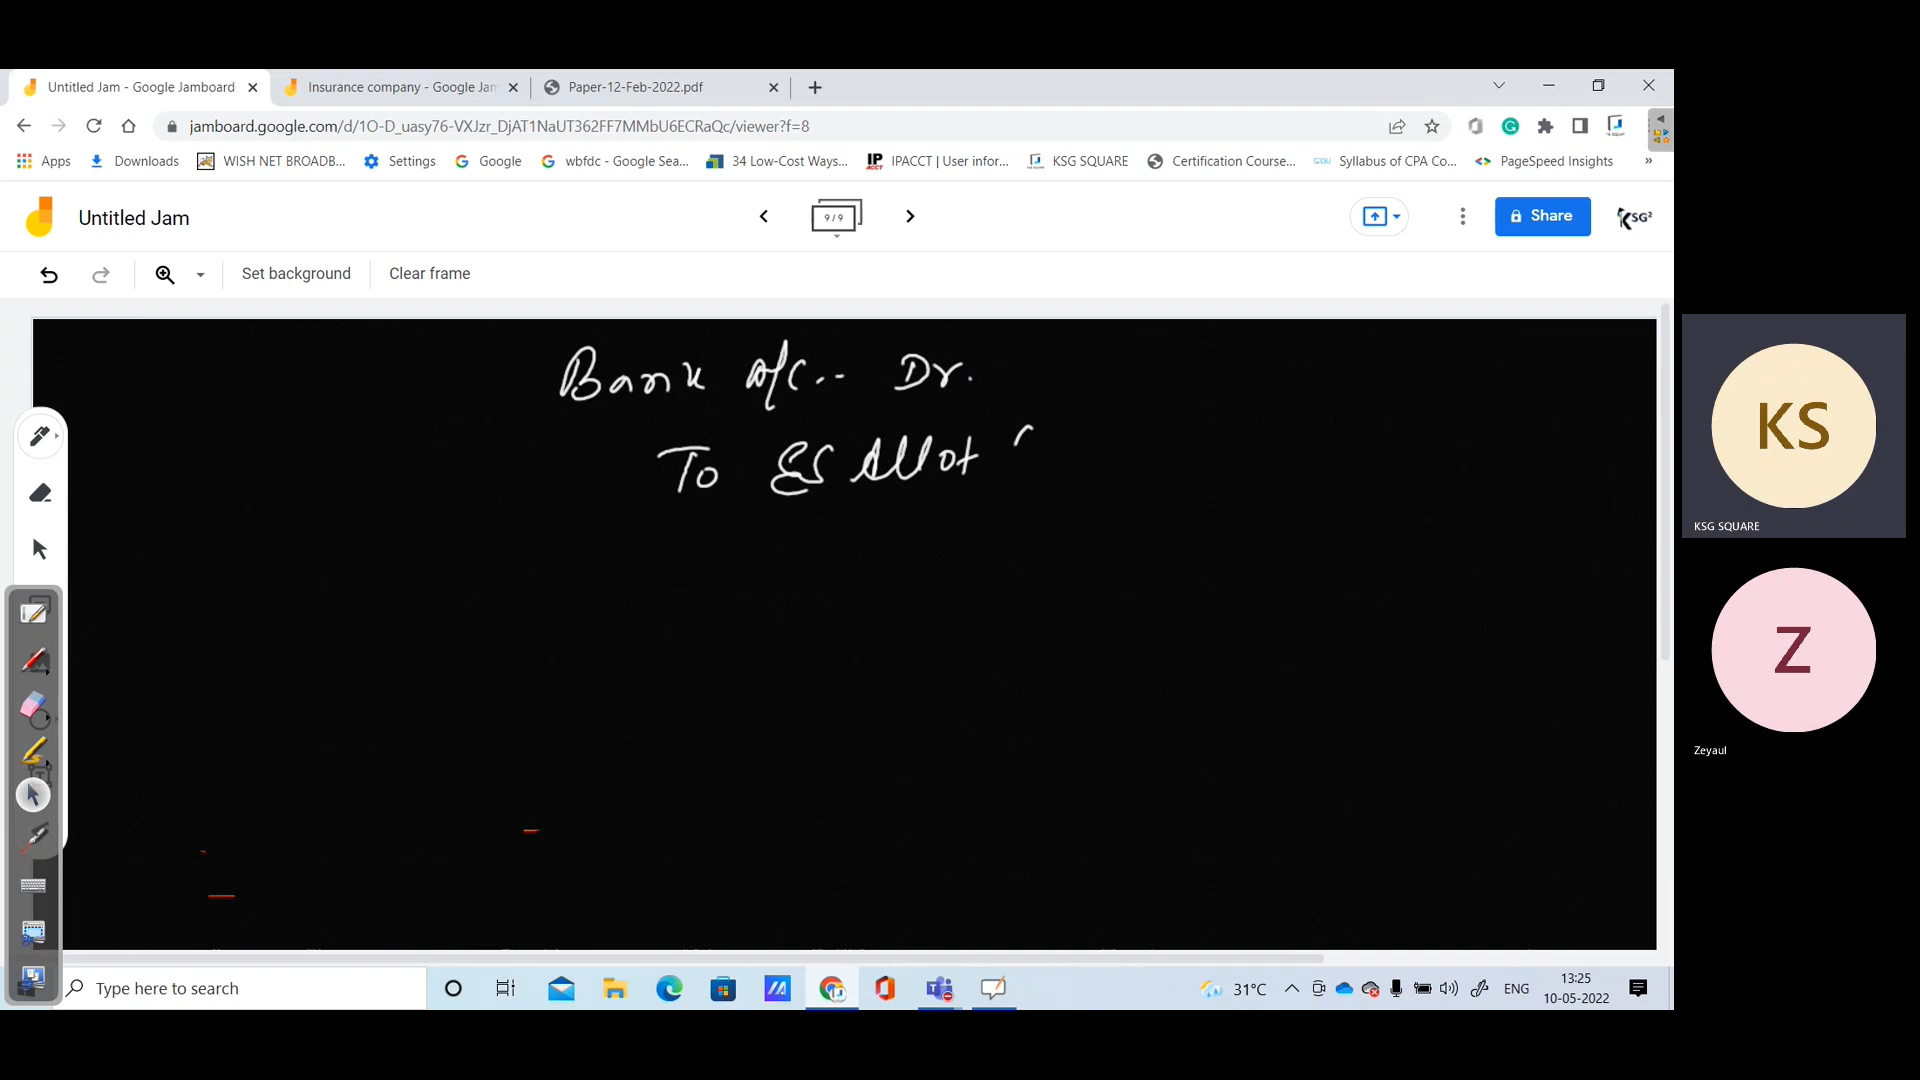 Untitled Jam - Google Jamboard
Insurance company - Google Jam
Paper-12-Feb-2022.pdf
jamboard.google.com/d/1O-D_uasy76-VXJzr_DjAT1NaUT362FF7MMbU6ECRaQc/viewer?f=8
Apps
Downloads
WISH NET BROADB...
Settings
Google
wbfdc - Google Sea...
34 Low-Cost Ways...
IPACCT | User infor...
KSG SQUARE
Certification Course...
Syllabus of CPA Co...
PageSpeed Insights
»
Untitled Jam
9 / 9
Share
KSG²
Set background
Clear frame
Bank A/c.- Dr.
To ES Allot
KS
KSG SQUARE
Z
Zeyaul
Type here to search
31°C
ENG
13:25
10-05-2022